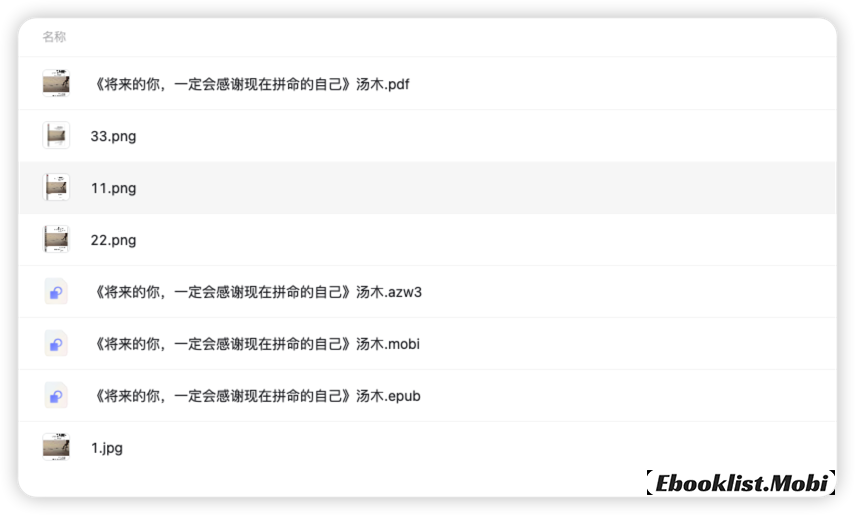 名称
《将来的你，一定会感谢现在拼命的自己》汤木.pdf
33.png
11.png
22.png
《将来的你，一定会感谢现在拼命的自己》汤木.azw3
《将来的你，一定会感谢现在拼命的自己》汤木.mobi
《将来的你，一定会感谢现在拼命的自己》汤木.epub
1.jpg
Ebooklist.Mobi